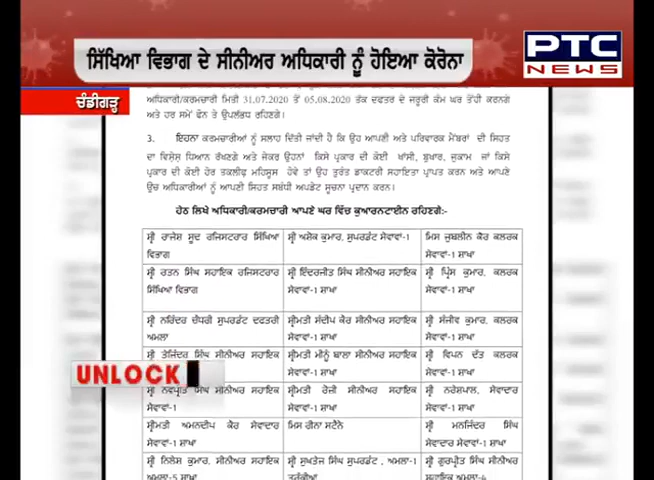 ਸਿੱਖਿਆ ਵਿਭਾਗ ਦੇ ਸੀਨੀਅਰ ਅਧਿਕਾਰੀ ਨੂੰ ਹੋਇਆ ਕੋਰੋਨਾ
PTC
NEWS
ਚੰਡੀਗੜ੍ਹ
ਅਧਿਕਾਰੀ/ਕਰਮਚਾਰੀ ਮਿਤੀ 31.07.2020 ਤੋਂ 05.08.2020 ਤੱਕ ਦਫਤਰ ਦੇ ਜ਼ਰੂਰੀ ਕੰਮ ਘਰ ਤੋਂਹੀ ਕਰਨਗੇ
ਅਤੇ ਹਰ ਸਮੇਂ ਫੋਨ ਤੇ ਉਪਲੱਬਧ ਰਹਿਣਗੇ।
3. ਇਹਨਾ ਕਰਮਚਾਰੀਆਂ ਨੂੰ ਸਲਾਹ ਦਿੱਤੀ ਜਾਂਦੀ ਹੈ ਕਿ ਉਹ ਆਪਣੀ ਅਤੇ ਪਰਿਵਾਰਕ ਮੈਂਬਰਾਂ ਦੀ ਸਿਹਤ
ਦਾ ਵਿਸ਼ੇਸ਼ ਧਿਆਨ ਰੱਖਣਗੇ ਅਤੇ ਜੇਕਰ ਉਹਨਾਂ ਕਿਸੇ ਪ੍ਰਕਾਰ ਦੀ ਕੋਈ ਖਾਂਸੀ, ਬੁਖਾਰ, ਜੁਕਾਮ ਜਾਂ ਕਿਸੇ
ਪ੍ਰਕਾਰ ਦੀ ਕੋਈ ਹੋਰ ਤਕਲੀਫ਼ ਮਹਿਸੂਸ ਹੋਵੇ ਤਾਂ ਉਹ ਤੁਰੰਤ ਡਾਕਟਰੀ ਸਹਾਇਤਾ ਪ੍ਰਾਪਤ ਕਰਨ ਅਤੇ ਆਪਣੇ
ਉਚ ਅਧਿਕਾਰੀਆਂ ਨੂੰ ਆਪਣੀ ਸਿਹਤ ਸਬੰਧੀ ਅਪਡੇਟ ਸੂਚਨਾ ਪ੍ਰਦਾਨ ਕਰਨ।
ਹੇਠ ਲਿਖੇ ਅਧਿਕਾਰੀ/ਕਰਮਚਾਰੀ ਆਪਣੇ ਘਰ ਵਿੱਚ ਕੁਆਰਨਟਾਈਨ ਰਹਿਣਗੇ:-
ਸ੍ਰੀ ਰਾਜੇਸ਼ ਸੂਦ ਰਜਿਸਟਰਾਰ ਸਿੱਖਿਆ ਵਿਭਾਗ
ਸ੍ਰੀ ਅਸ਼ੋਕ ਕੁਮਾਰ, ਸੁਪਰਡੰਟ ਸੇਵਾਵਾਂ-1
ਮਿਸ ਜੁਬਲੀਨ ਕੌਰ ਕਲਰਕ ਸੇਵਾਵਾਂ-1 ਸ਼ਾਖਾ
ਸ੍ਰੀ ਰਤਨ ਸਿੰਘ ਸਹਾਇਕ ਰਜਿਸਟਰਾਰ ਸਿੱਖਿਆ ਵਿਭਾਗ
ਸ੍ਰੀ ਇੰਦਰਜੀਤ ਸਿੰਘ ਸੀਨੀਅਰ ਸਹਾਇਕ ਸੇਵਾਵਾਂ-1 ਸ਼ਾਖਾ
ਸ੍ਰੀ ਪ੍ਰਿੰਸ ਕੁਮਾਰ, ਕਲਰਕ ਸੇਵਾਵਾਂ-1 ਸ਼ਾਖਾ
ਸ੍ਰੀ ਨਰਿੰਦਰ ਚੌਧਰੀ ਸੁਪਰਡੰਟ ਦਫਤਰੀ ਅਮਲਾ
ਸ੍ਰੀਮਤੀ ਸੰਦੀਪ ਕੌਰ ਸੀਨੀਅਰ ਸਹਾਇਕ ਸੇਵਾਵਾਂ-1 ਸ਼ਾਖਾ
ਸ੍ਰੀ ਸੰਜੀਵ ਕੁਮਾਰ, ਕਲਰਕ ਸੇਵਾਵਾਂ-1 ਸ਼ਾਖਾ
ਸ੍ਰੀ ਤੇਜਿੰਦਰ ਸਿੰਘ ਸੀਨੀਅਰ ਸਹਾਇਕ
ਸ੍ਰੀਮਤੀ ਮੀਨੂੰ ਬਾਲਾ ਸੀਨੀਅਰ ਸਹਾਇਕ ਸੇਵਾਵਾਂ-1 ਸ਼ਾਖਾ
ਸ੍ਰੀ ਵਿਪਨ ਦੱਤ ਕਲਰਕ ਸੇਵਾਵਾਂ-1 ਸ਼ਾਖਾ
UNLOCK
ਸ੍ਰੀ ਨਵਪ੍ਰੀਤ ਸਿੰਘ ਸੀਨੀਅਰ ਸਹਾਇਕ ਸੇਵਾਵਾਂ-1
ਸ੍ਰੀਮਤੀ ਰੋਜ਼ੀ ਸੀਨੀਅਰ ਸਹਾਇਕ ਸੇਵਾਵਾਂ-1 ਸ਼ਾਖਾ
ਸ੍ਰੀ ਨਰੇਸ਼ਪਾਲ, ਸੇਵਾਦਾਰ ਸੇਵਾਵਾਂ-1 ਸ਼ਾਖਾ
ਸ੍ਰੀਮਤੀ ਅਮਨਦੀਪ ਕੌਰ ਸੇਵਾਦਾਰ ਸੇਵਾਵਾਂ-1 ਸ਼ਾਖਾ
ਮਿਸ ਰੀਨਾ ਸਟੈਨੋ
ਸ੍ਰੀ ਮਨਜਿੰਦਰ ਸਿੰਘ ਸੇਵਾਦਾਰ ਸੇਵਾਵਾਂ-1 ਸ਼ਾਖਾ
ਸ੍ਰੀ ਨਿਲੇਸ਼ ਕੁਮਾਰ, ਸੀਨੀਅਰ ਸਹਾਇਕ ਅਮਲਾ-5 ਸ਼ਾਖਾ
ਸ੍ਰੀ ਸੁਖਤੇਜ ਸਿੰਘ ਸੁਪਰਡੰਟ , ਅਮਲਾ-1
ਸ੍ਰੀ ਗੁਰਪ੍ਰੀਤ ਸਿੰਘ ਸੀਨੀਅਰ ਸਹਾਇਕ ਅਮਲਾ-4